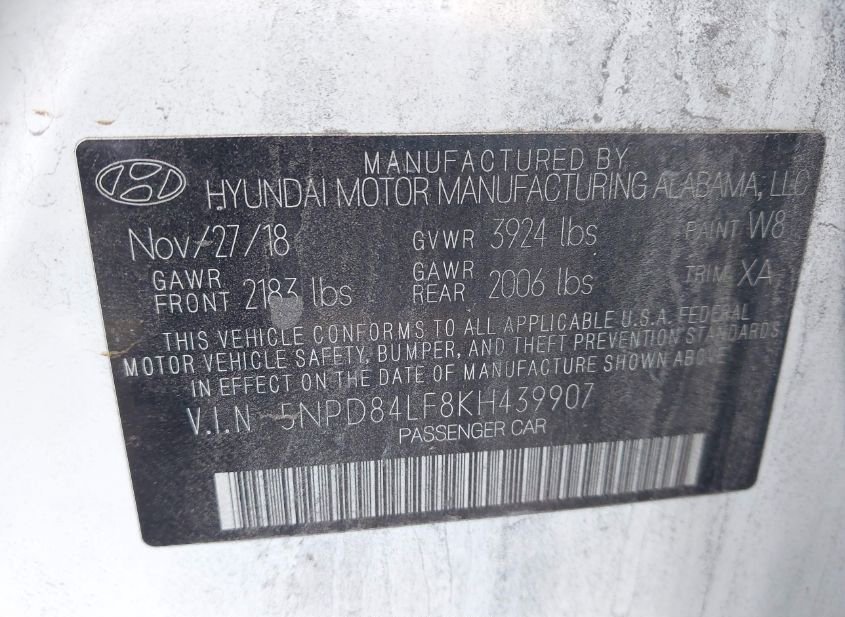 MANUFACTURED BY
HYUNDAI MOTOR MANUFACTURING ALABAMA, LLC
Nov/27/18 GVWR 3924 lbs PAINT W8
GAWR FRONT 2183 lbs GAWR REAR 2006 lbs TRIM XA
THIS VEHICLE CONFORMS TO ALL APPLICABLE U.S.A. FEDERAL
MOTOR VEHICLE SAFETY, BUMPER, AND THEFT PREVENTION STANDARDS
IN EFFECT ON THE DATE OF MANUFACTURE SHOWN ABOVE
V.I.N 5NPD84LF8KH439907
PASSENGER CAR